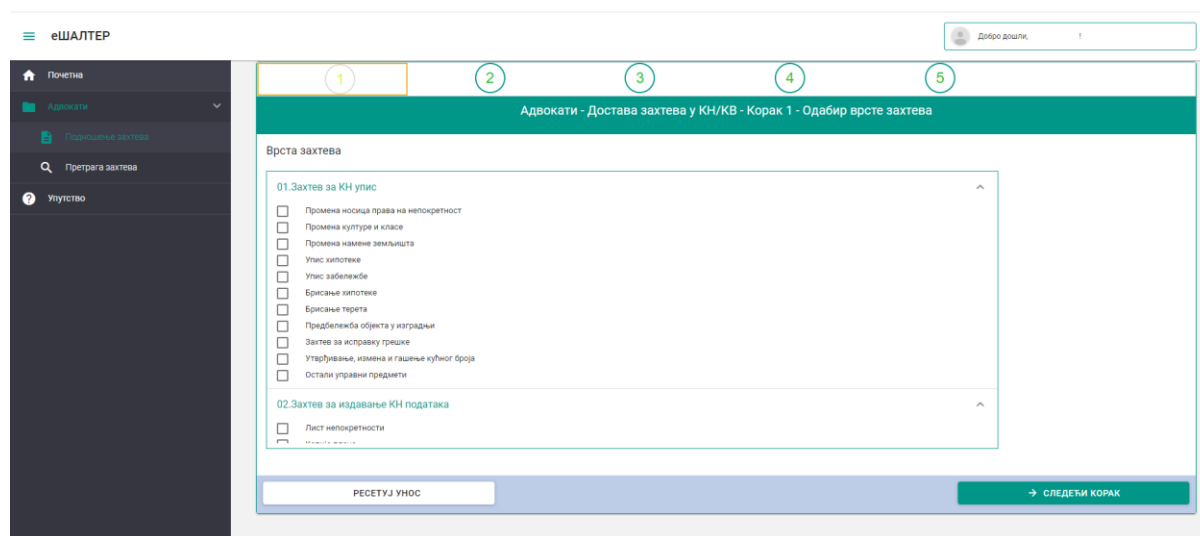 еШАЛТЕР
Добро дошли, !
Почетна
Адвокати
Подношење захтева
Претрага захтева
Упутство
1 2 3 4 5
Адвокати - Достава захтева у КН/КВ - Корак 1 - Одабир врсте захтева
Врста захтева
01.Захтев за КН упис
Промена носица права на непокретност
Промена културе и класе
Промена намене земљишта
Упис хипотеке
Упис забележбе
Брисање хипотеке
Брисање терета
Предбележба објекта у изградњи
Захтев за исправку грешке
Утврђивање, измена и гашење кућног броја
Остали управни предмети
02.Захтев за издавање КН података
Лист непокретности
РЕСЕТУЈ УНОС
СЛЕДЕЋИ КОРАК